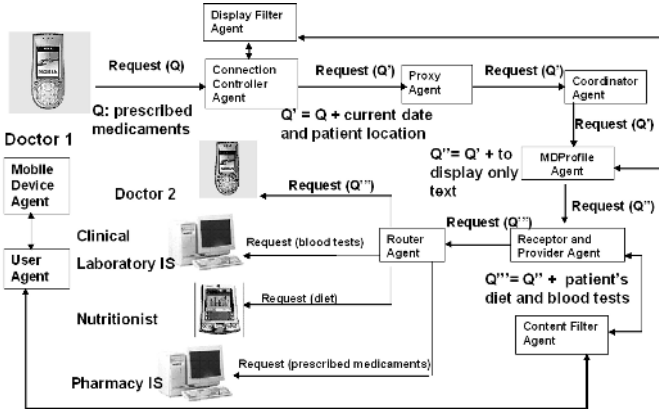 Display Filter
Agent
Request (Q)
Connection
Controller
Agent
Request (Q')
Proxy
Agent
Request (Q')
Coordinator
Agent
NOKIA
Q: prescribed
medicaments
Q' = Q + current date
and patient location
Request (Q')
Doctor 1
Mobile
Device
Agent
Q''= Q' + to
display only
text
MDProfile
Agent
Doctor 2
Request (Q''')
Request (Q'')
Clinical
Laboratory IS
Request (blood tests)
Router
Agent
Request (Q''')
Receptor and
Provider Agent
User
Agent
Q'''= Q'' + patient's
diet and blood tests
Nutritionist
Request (diet)
Content Filter
Agent
Request (prescribed medicaments)
Pharmacy IS